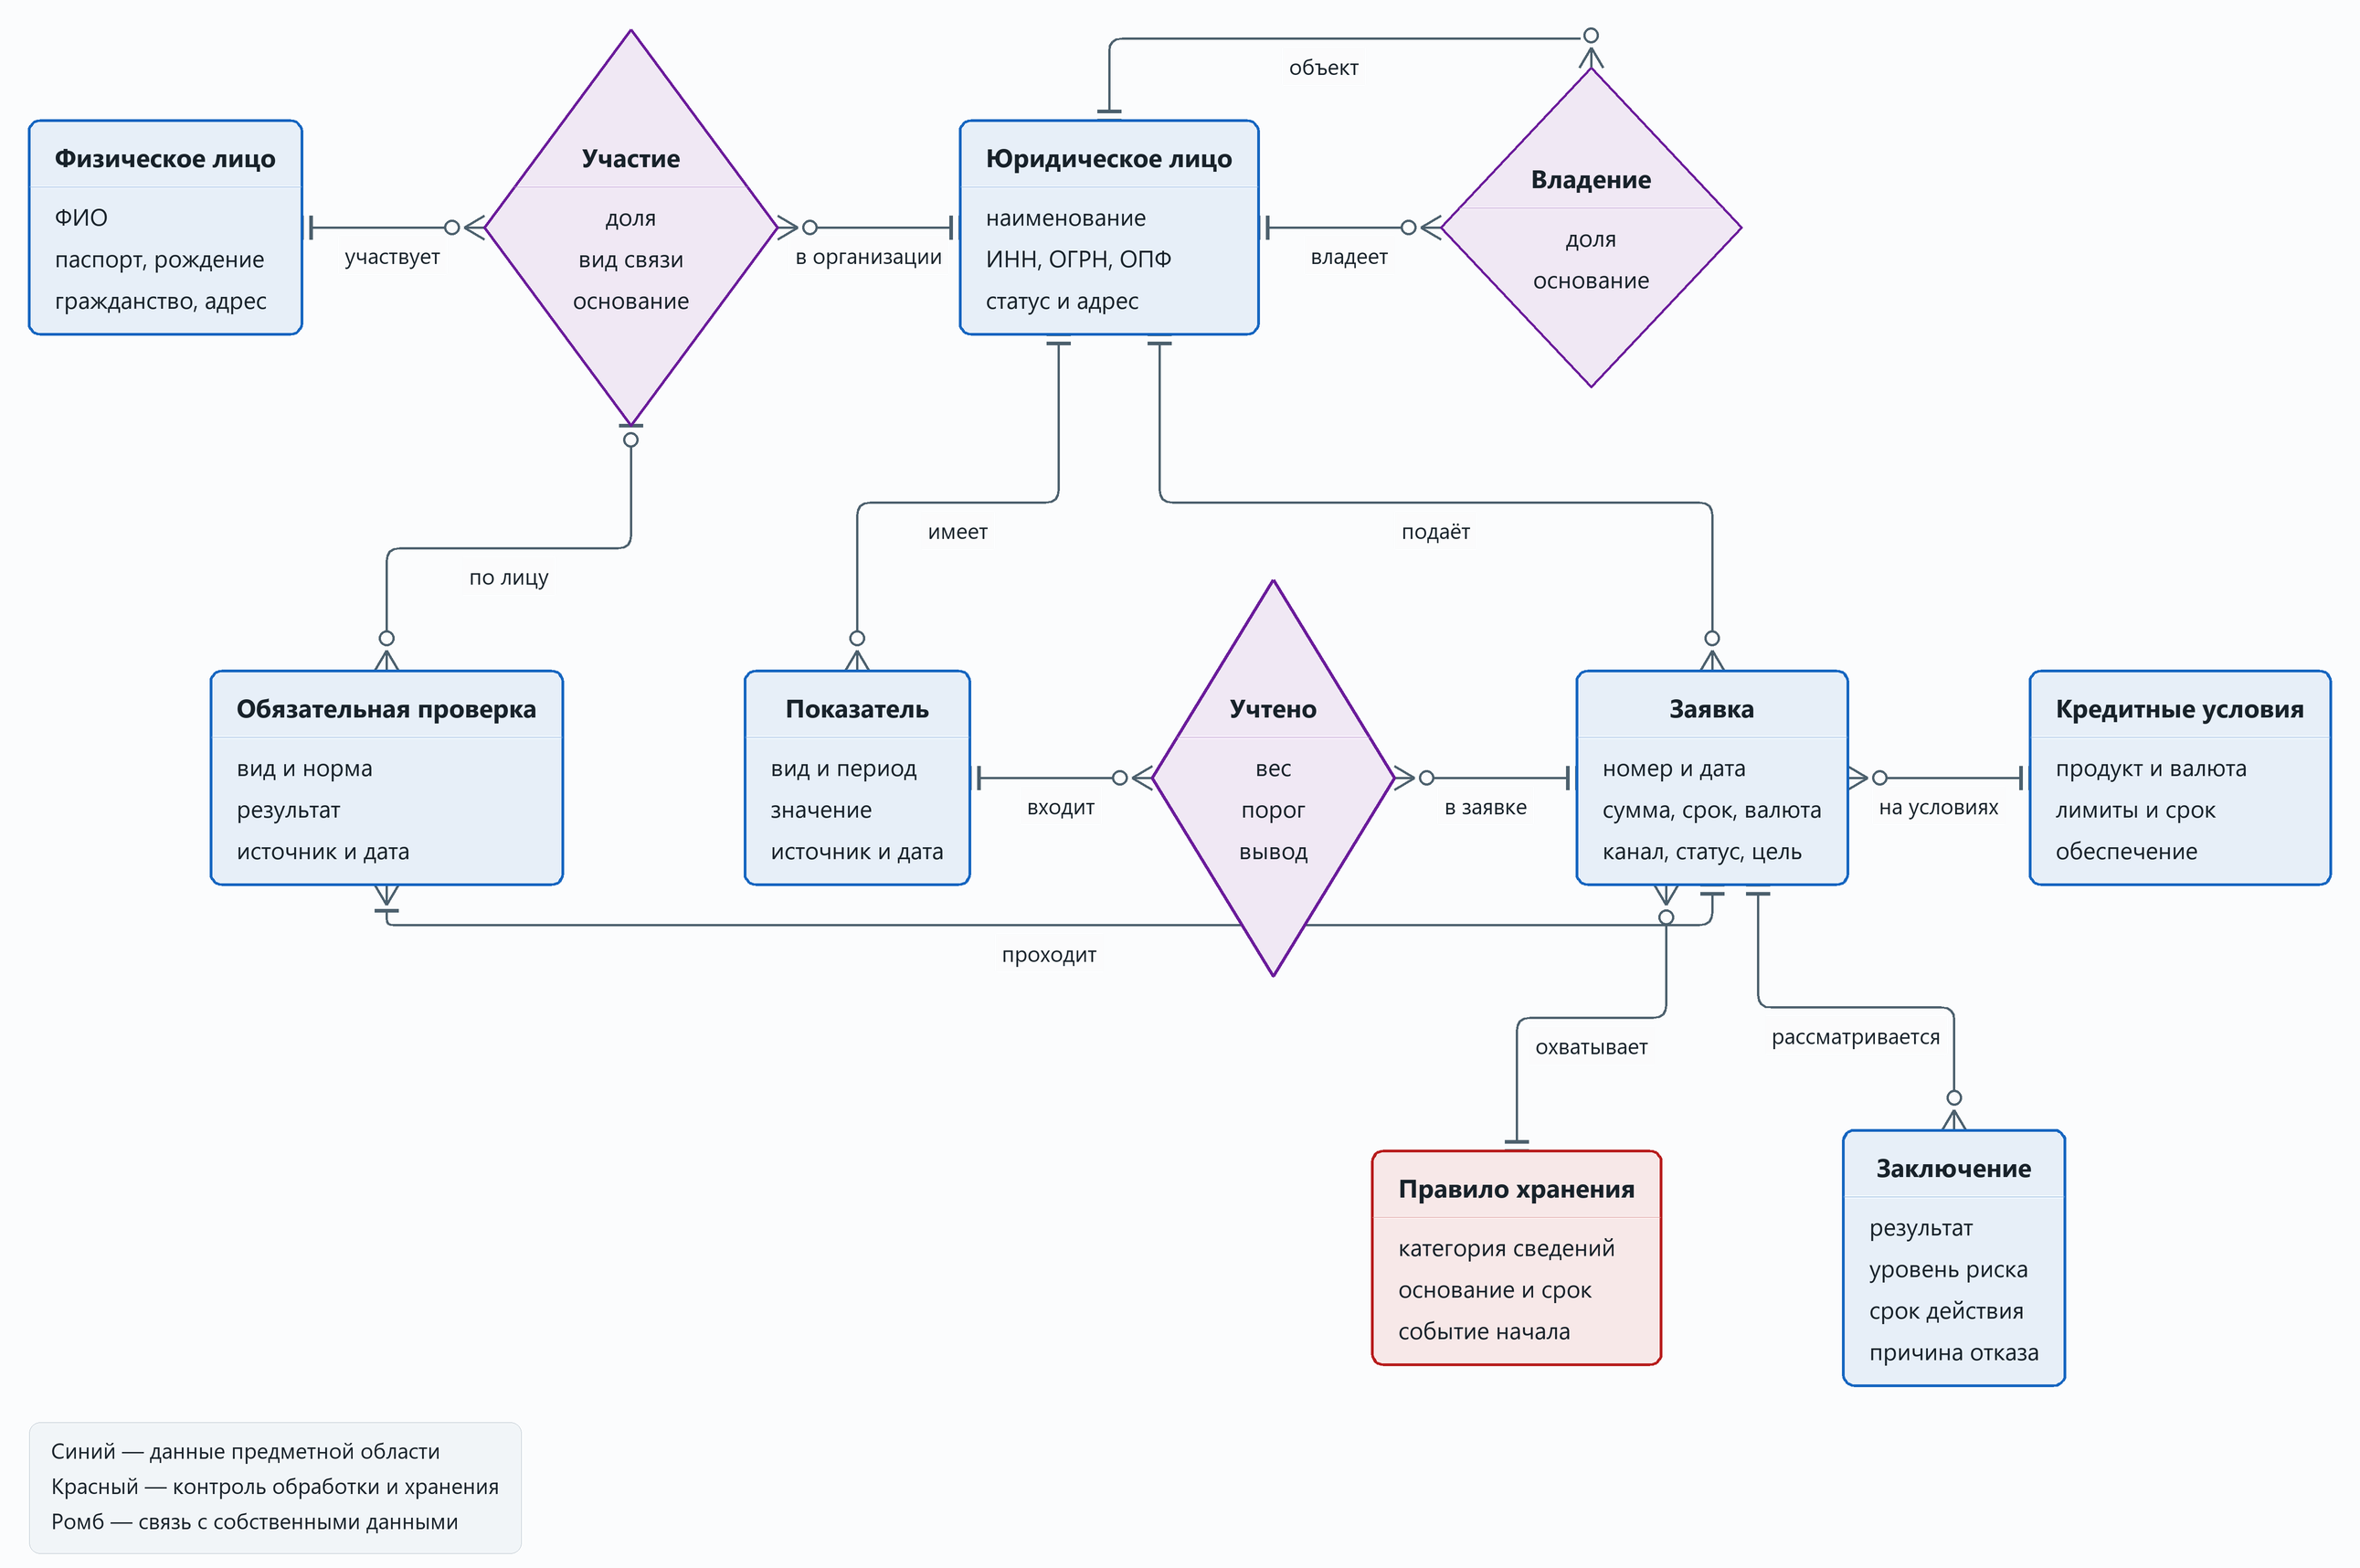 объект
Физическое лицо
ФИО
паспорт, рождение
гражданство, адрес
участвует
Участие
доля
вид связи
основание
в организации
Юридическое лицо
наименование
ИНН, ОГРН, ОПФ
статус и адрес
владеет
Владение
доля
основание
имеет
подаёт
по лицу
Обязательная проверка
вид и норма
результат
источник и дата
Показатель
вид и период
значение
источник и дата
входит
Учтено
вес
порог
вывод
в заявке
Заявка
номер и дата
сумма, срок, валюта
канал, статус, цель
на условиях
Кредитные условия
продукт и валюта
лимиты и срок
обеспечение
проходит
охватывает
рассматривается
Правило хранения
категория сведений
основание и срок
событие начала
Заключение
результат
уровень риска
срок действия
причина отказа
Синий — данные предметной области
Красный — контроль обработки и хранения
Ромб — связь с собственными данными